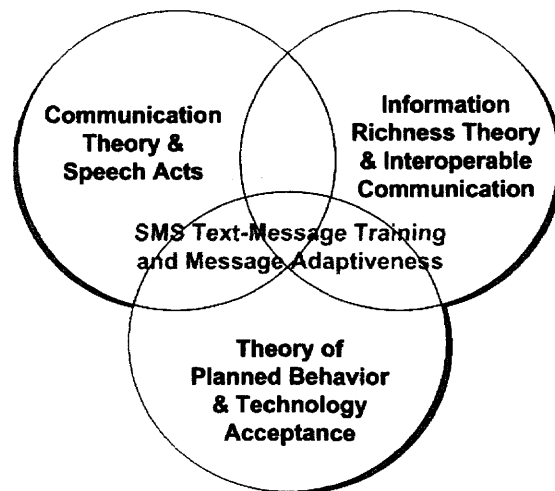 Communication
Theory &
Speech Acts
Information
Richness Theory
& Interoperable
Communication
SMS Text-Message Training
and Message Adaptiveness
Theory of
Planned Behavior
& Technology
Acceptance